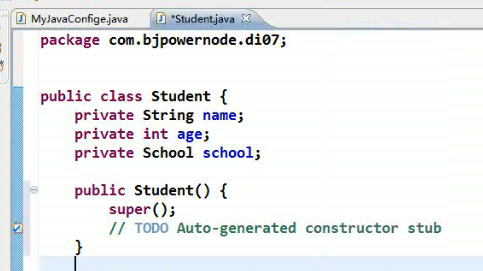 MyJavaConfige.java
*Student.java
package com.bjpowernode.di07;
public class Student {
private String name;
private int age;
private School school;
public Student() {
super();
// TODO Auto-generated constructor stub
}